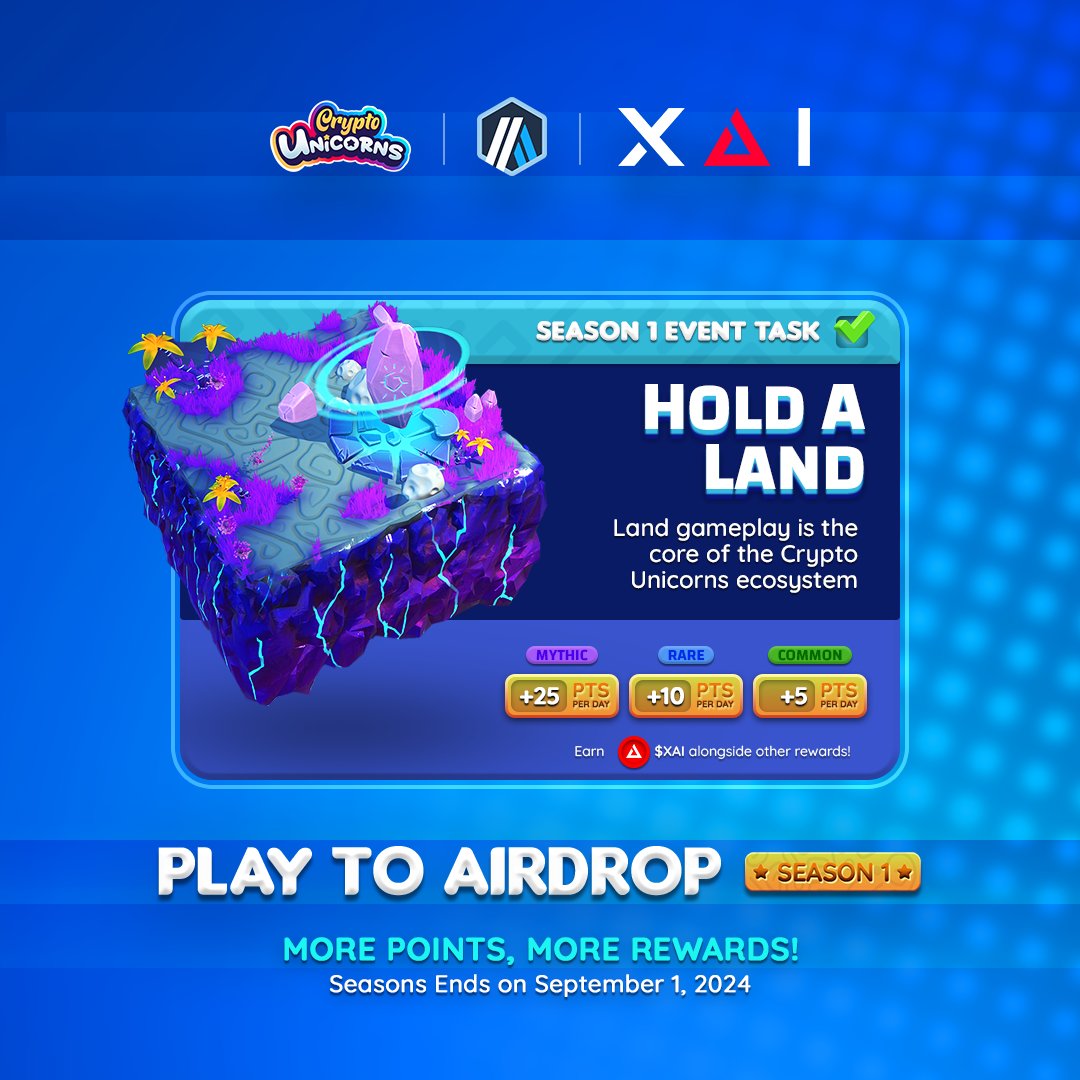 Crypto
UNICORNS
XAI
SEASON 1 EVENT TASK
HOLD A
LAND
Land gameplay is the
core of the Crypto
Unicorns ecosystem
MYTHIC RARE COMMON
+25 PTS PER DAY +10 PTS PER DAY +5 PTS PER DAY
Earn $XAI alongside other rewards!
PLAY TO AIRDROP SEASON 1
MORE POINTS, MORE REWARDS!
Seasons Ends on September 1, 2024